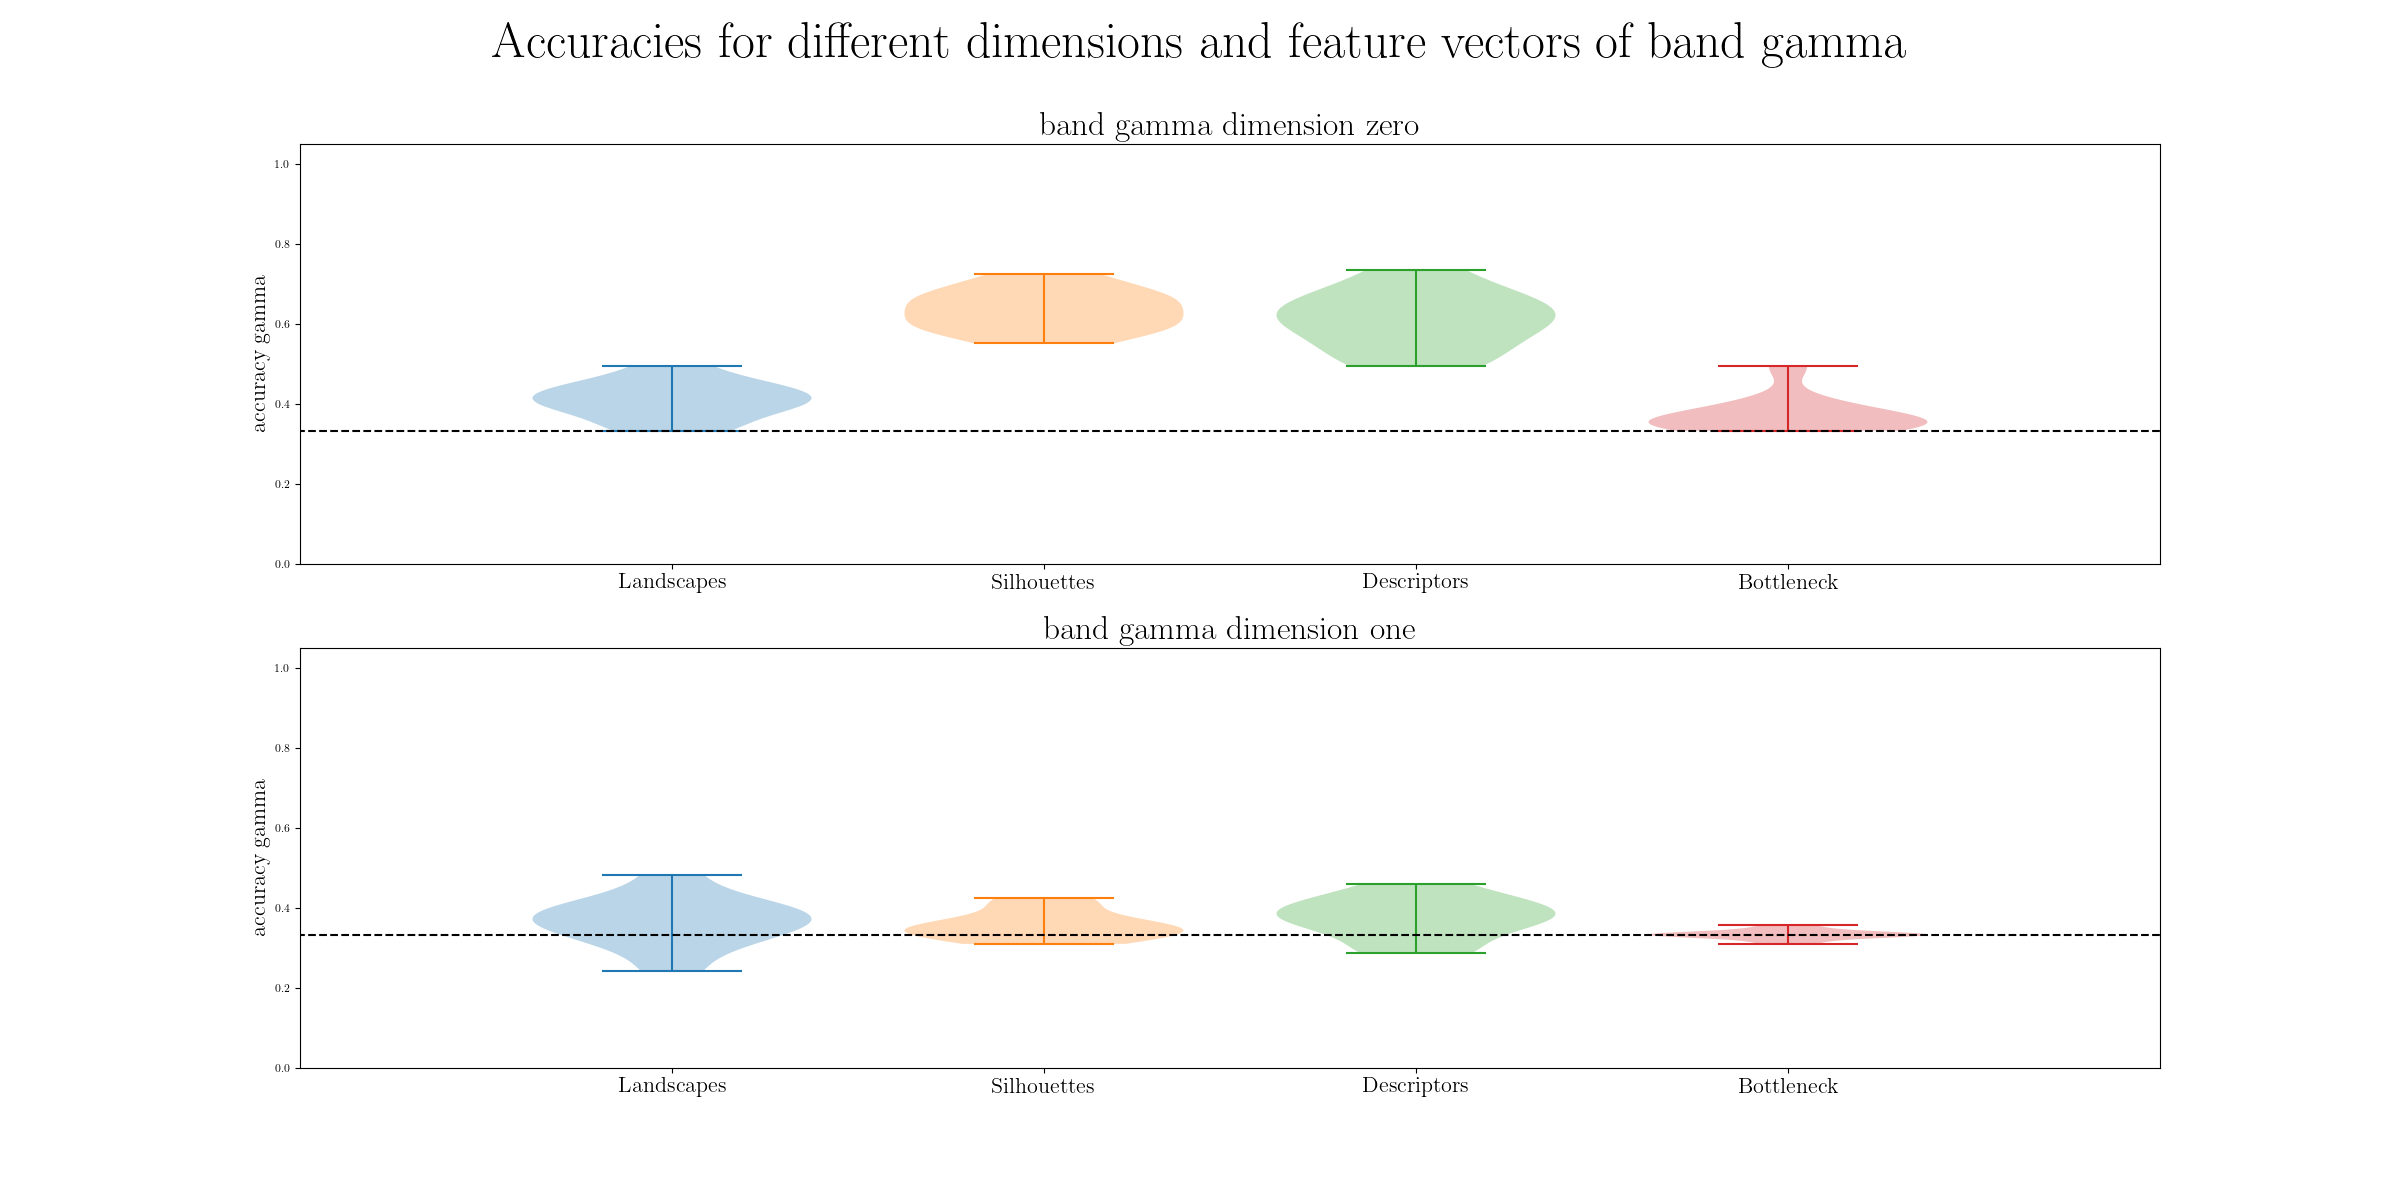 Accuracies for different dimensions and feature vectors of band gamma
band gamma dimension zero
1.0
0.8
0.6
0.4
0.2
0.0
accuracy gamma
Landscapes Silhouettes Descriptors Bottleneck
band gamma dimension one
1.0
0.8
0.6
0.4
0.2
0.0
accuracy gamma
Landscapes Silhouettes Descriptors Bottleneck